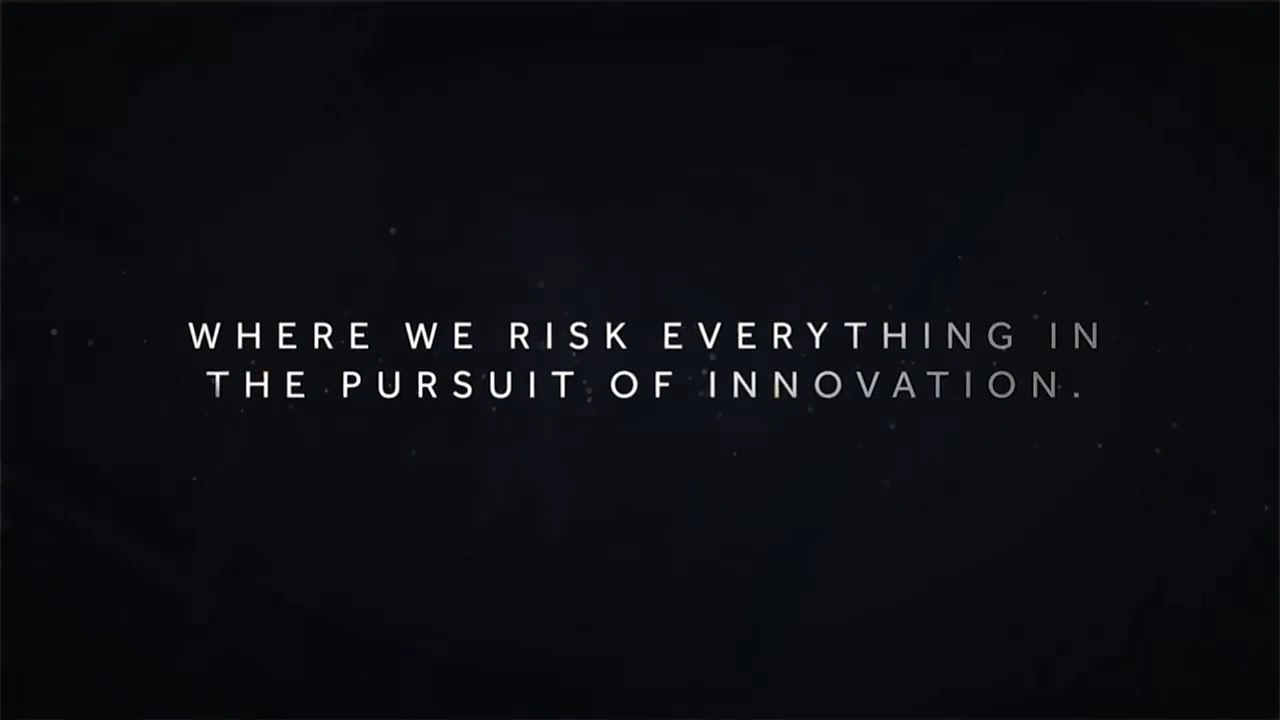 WHERE WE RISK EVERYTHING IN
THE PURSUIT OF INNOVATION.